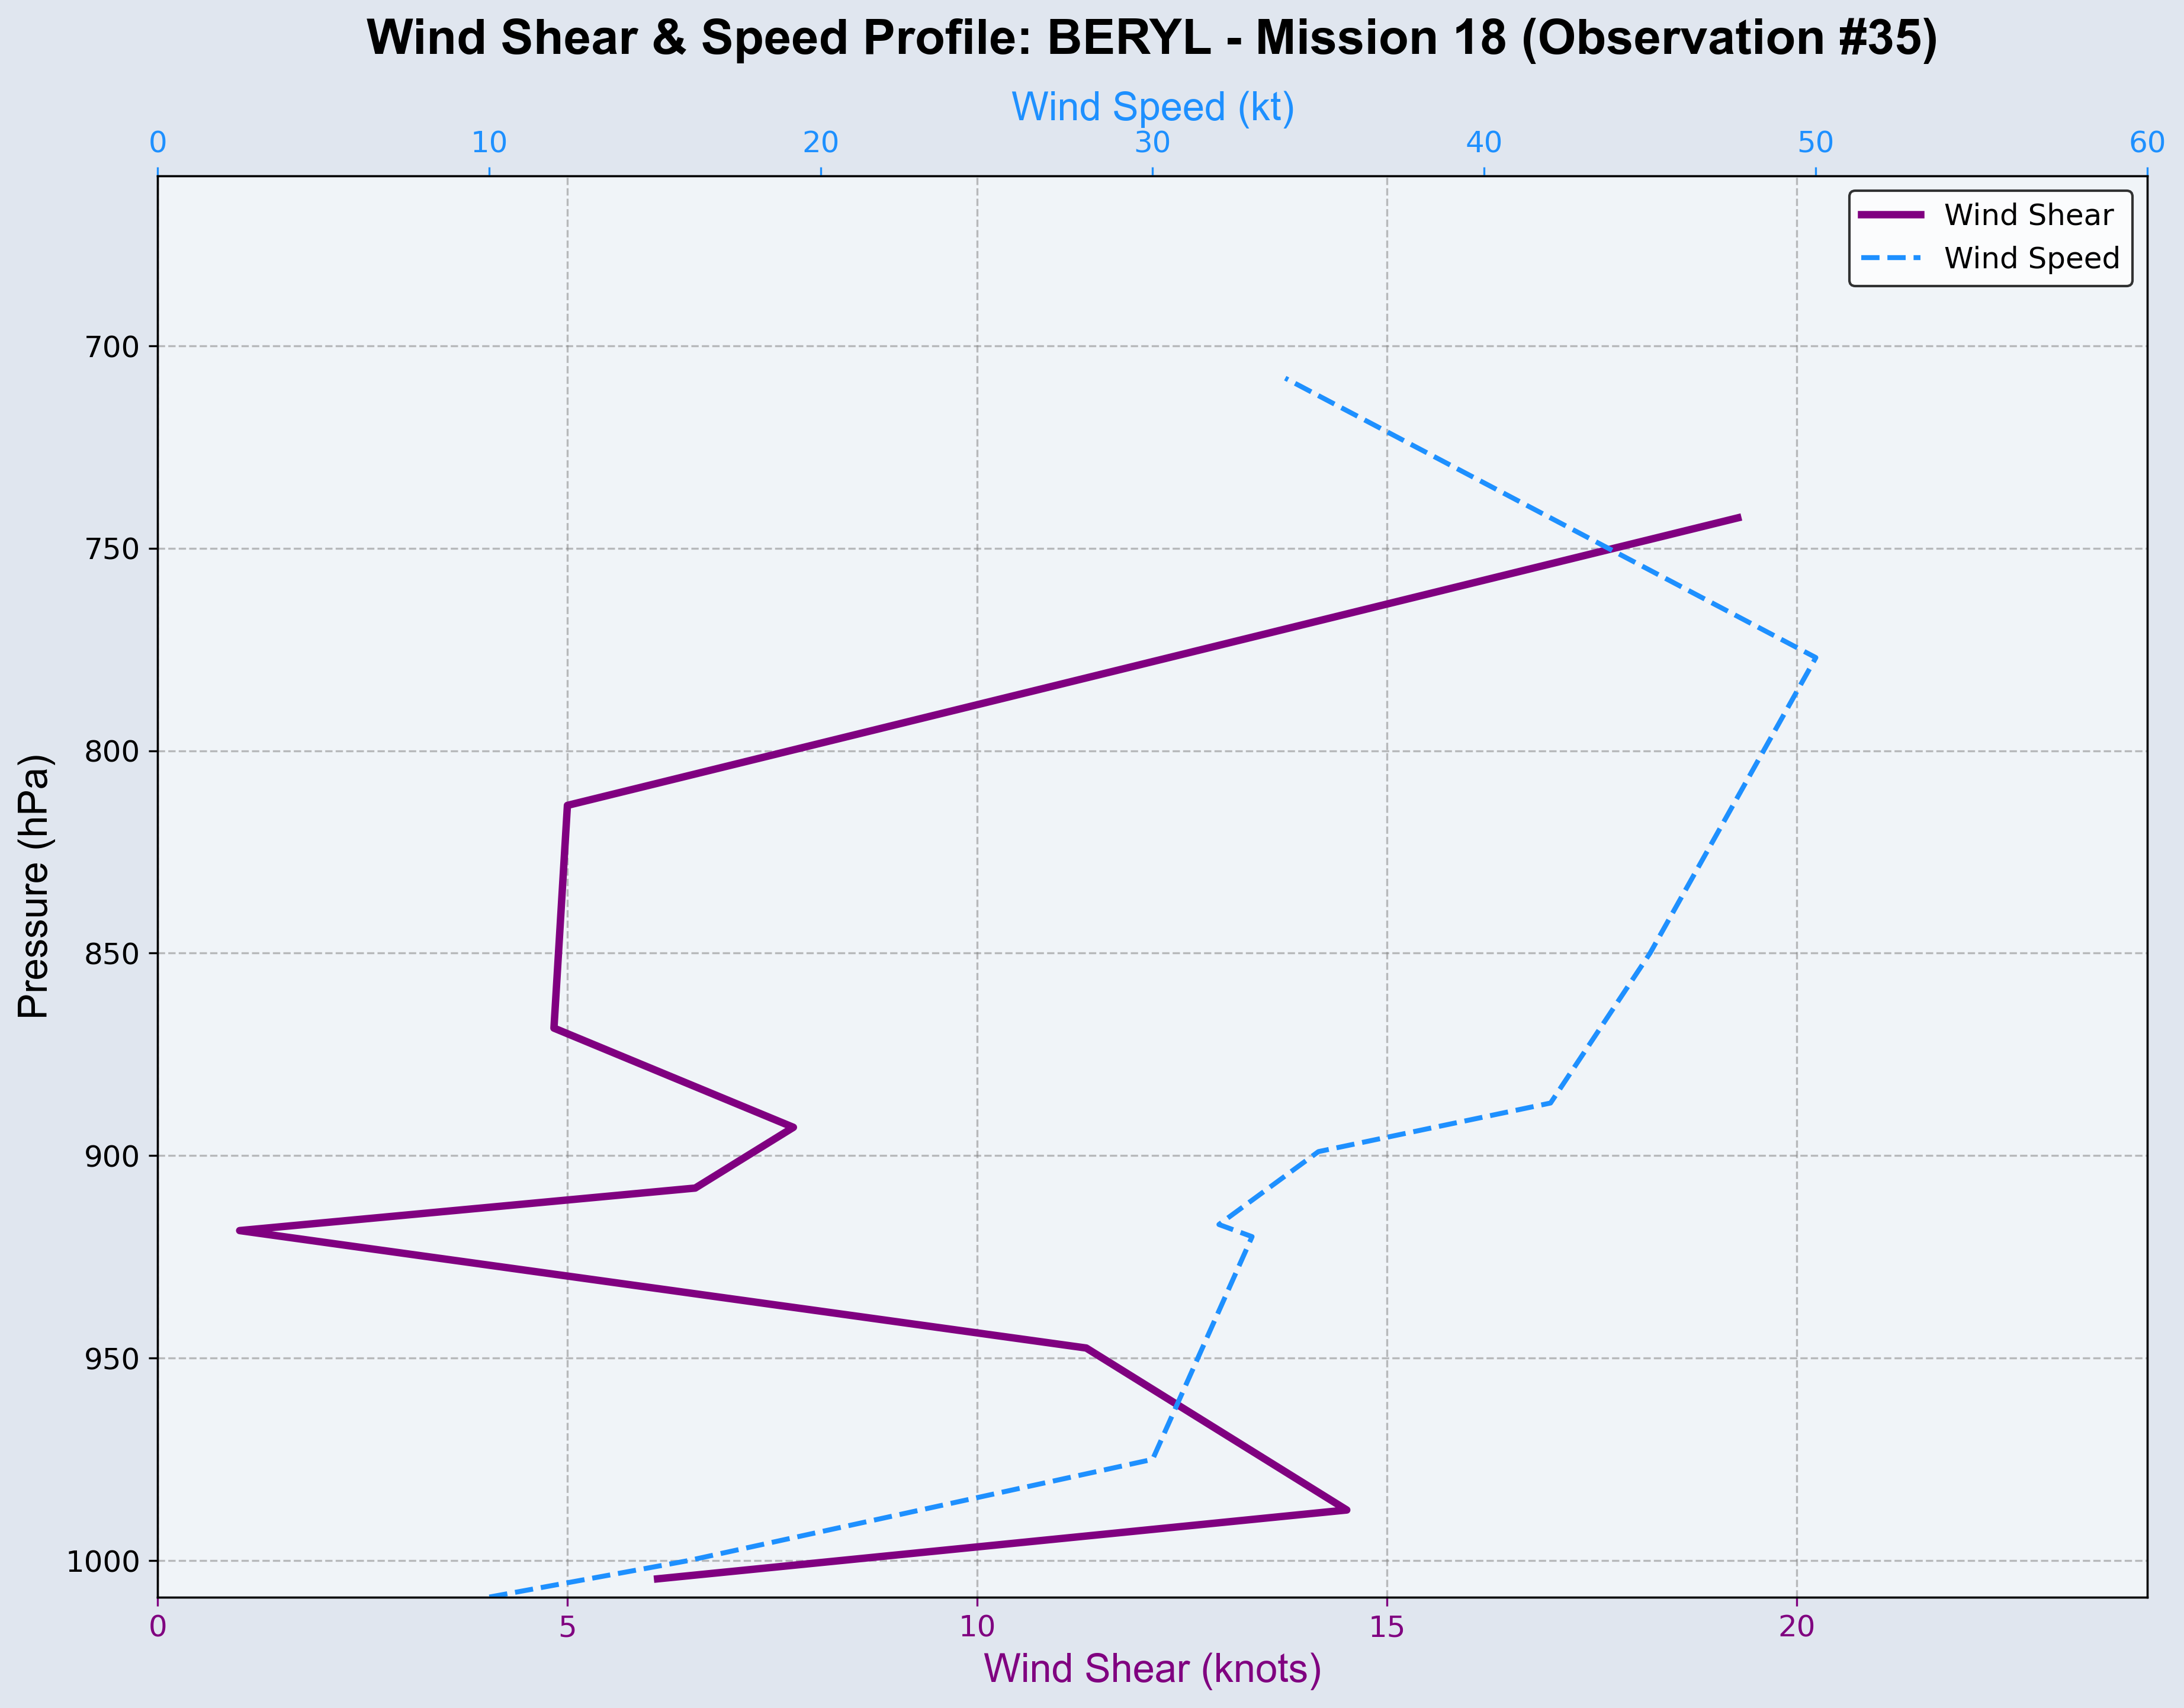 Wind Shear & Speed Profile: BERYL - Mission 18 (Observation #35)
Wind Speed (kt)
0 10 20 30 40 50 60
Wind Shear
Wind Speed
700
750
800
850
900
950
1000
Pressure (hPa)
0 5 10 15 20
Wind Shear (knots)